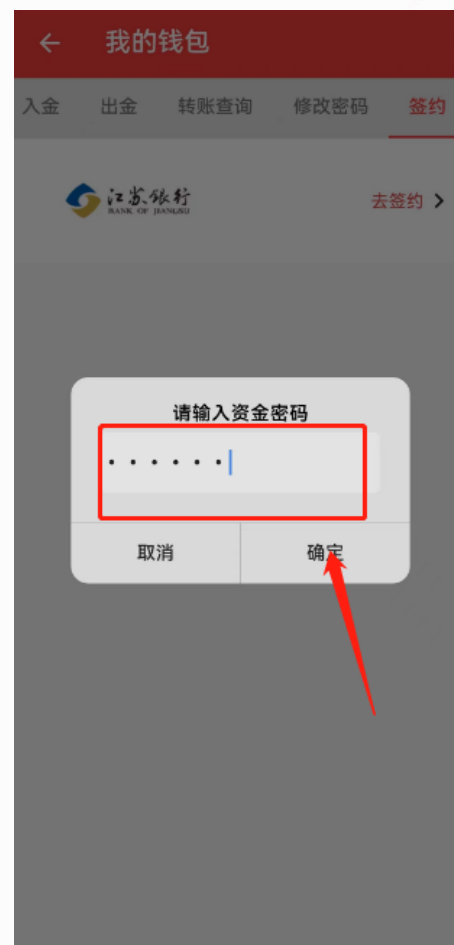 我的钱包
入金 出金 转账查询 修改密码 签约
江苏银行 去签约
BANK OF JIANGSU
请输入资金密码
取消 确定